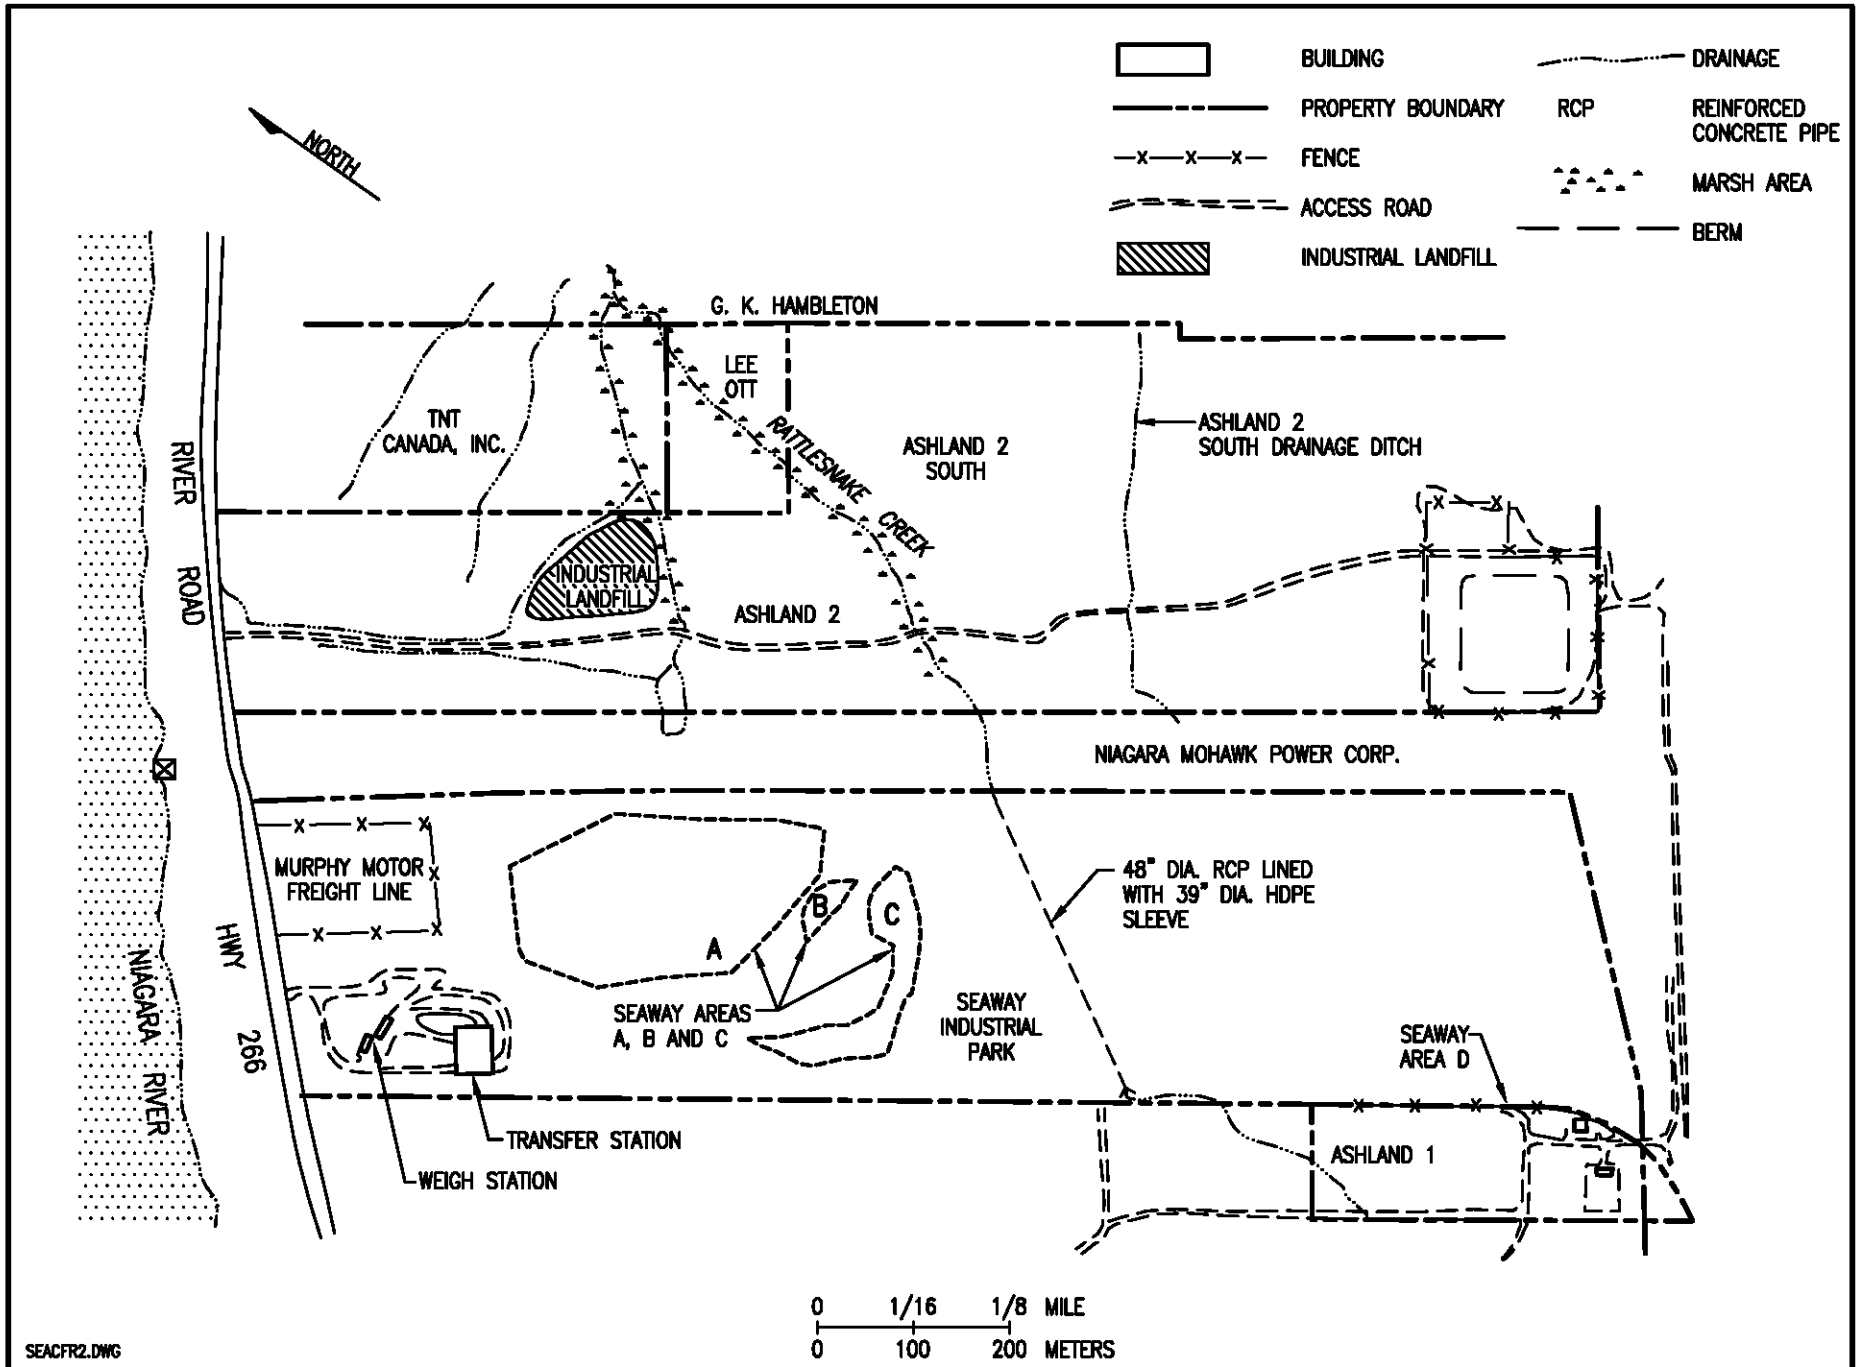 BUILDING
PROPERTY BOUNDARY
FENCE
ACCESS ROAD
INDUSTRIAL LANDFILL
DRAINAGE
RCP
REINFORCED
CONCRETE PIPE
MARSH AREA
BERM
NORTH
G. K. HAMBLETON
LEE
OTT
TNT
CANADA, INC.
RATTLESNAKE CREEK
ASHLAND 2
SOUTH
ASHLAND 2
SOUTH DRAINAGE DITCH
RIVER ROAD
INDUSTRIAL
LANDFILL
ASHLAND 2
NIAGARA MOHAWK POWER CORP.
MURPHY MOTOR
FREIGHT LINE
A
B
C
48" DIA. RCP LINED
WITH 39" DIA. HDPE
SLEEVE
HWY 266
NIAGARA RIVER
SEAWAY AREAS
A, B AND C
SEAWAY
INDUSTRIAL
PARK
SEAWAY
AREA D
TRANSFER STATION
WEIGH STATION
ASHLAND 1
0 1/16 1/8 MILE
0 100 200 METERS
SEACFR2.DWG